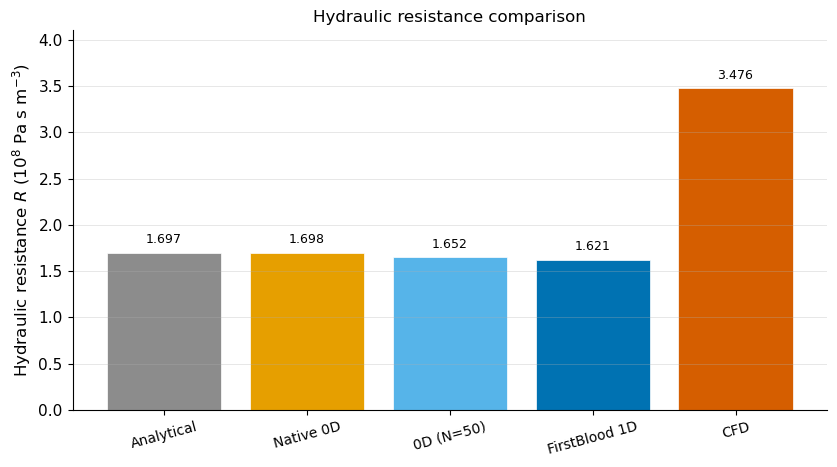 Hydraulic resistance comparison
Hydraulic resistance R (10⁸ Pa s m⁻³)
4.0
3.5
3.0
2.5
2.0
1.5
1.0
0.5
0.0
1.697
1.698
1.652
1.621
3.476
Analytical
Native 0D
0D (N=50)
FirstBlood 1D
CFD